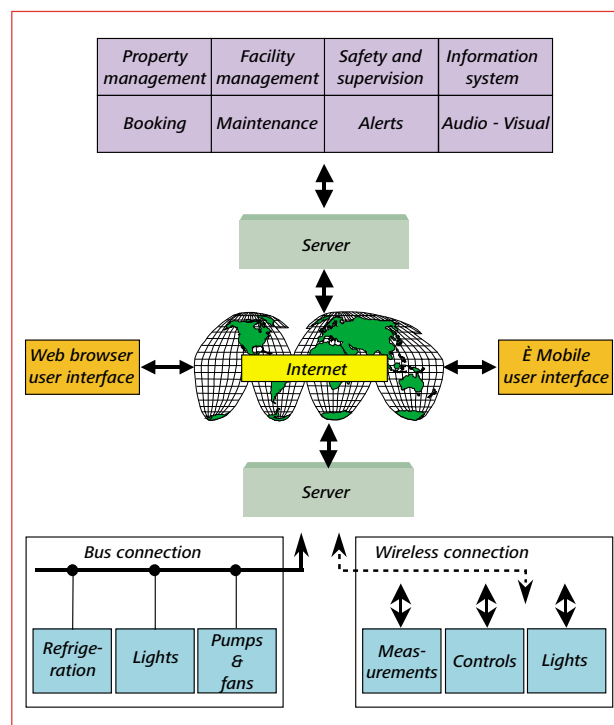 Property
management
Facility
management
Safety and
supervision
Information
system
Booking
Maintenance
Alerts
Audio - Visual
Server
Web browser
user interface
Internet
È Mobile
user interface
Server
Bus connection
Refrige-
ration
Lights
Pumps
&
fans
Wireless connection
Meas-
urements
Controls
Lights